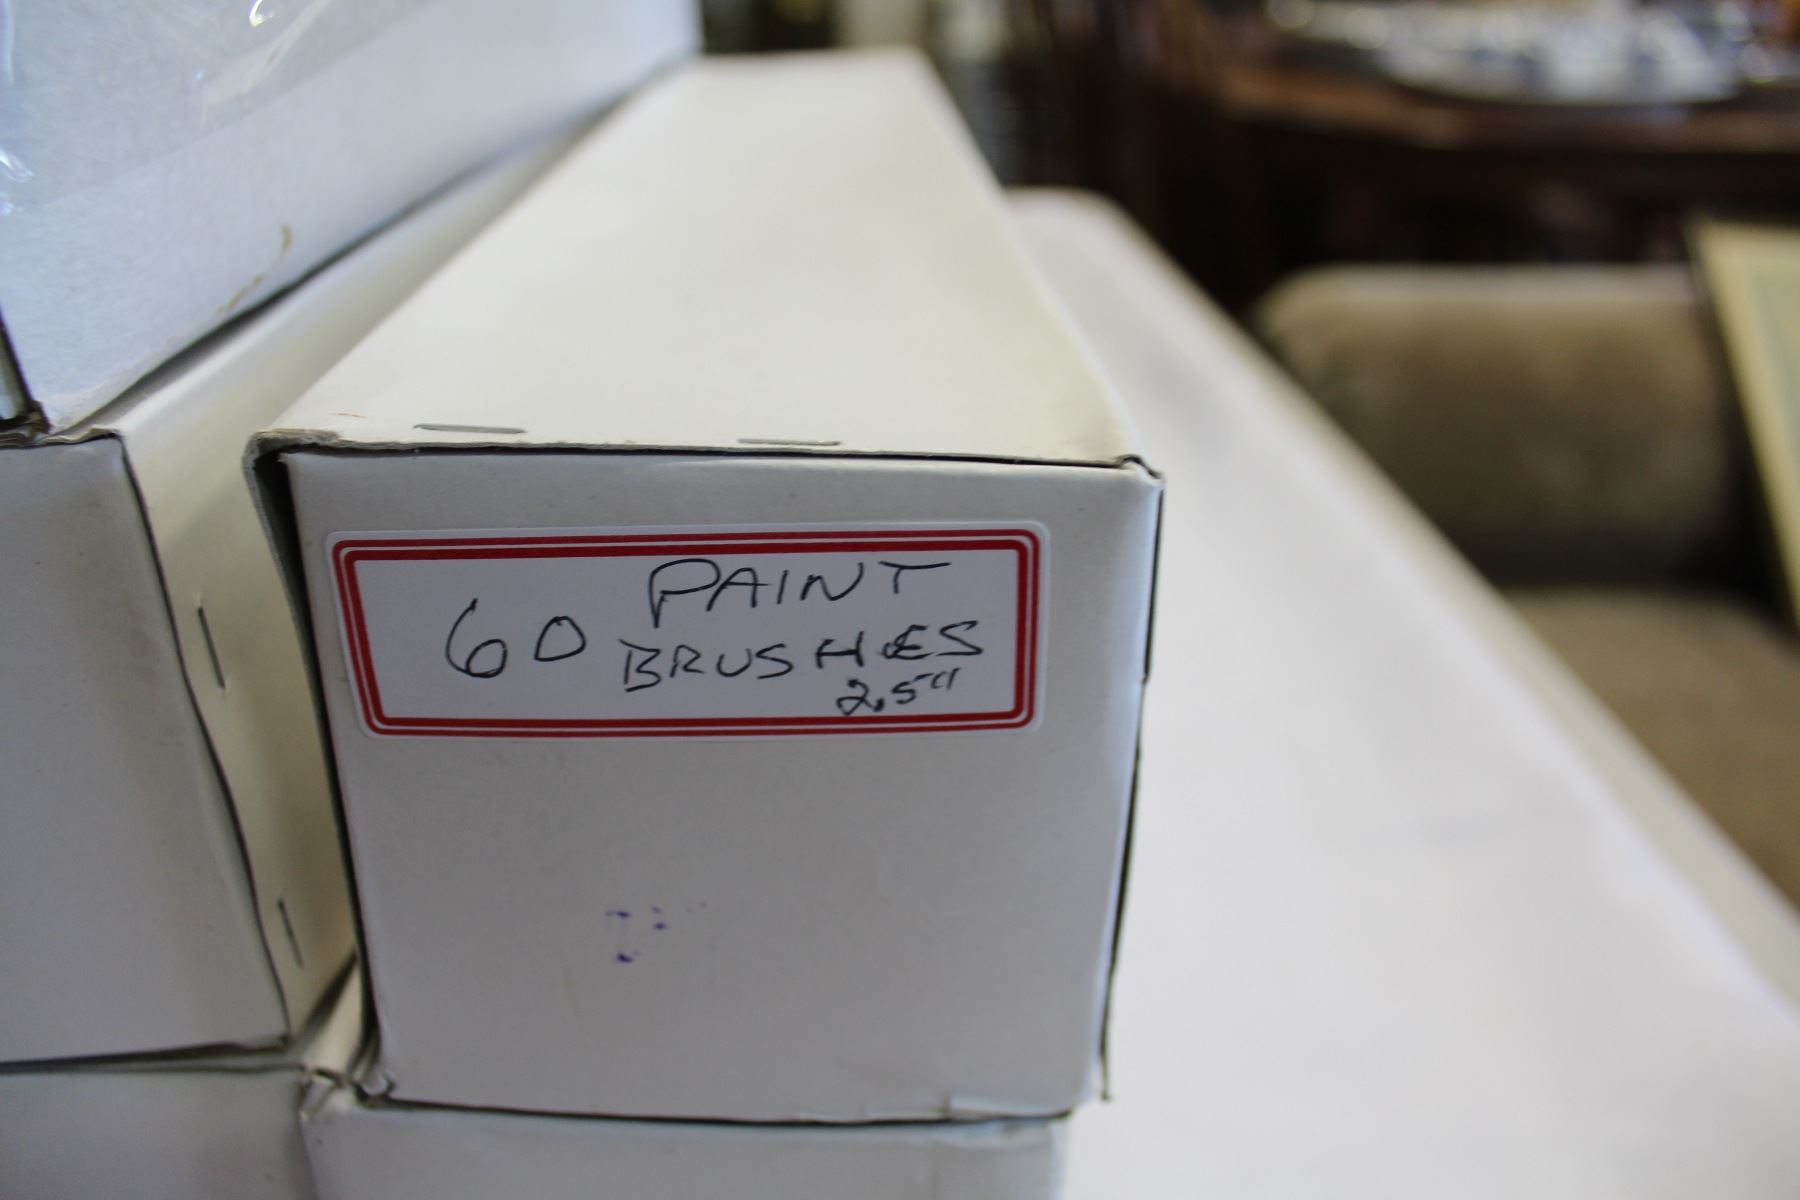 60 PAINT
BRUSHES
2.5"